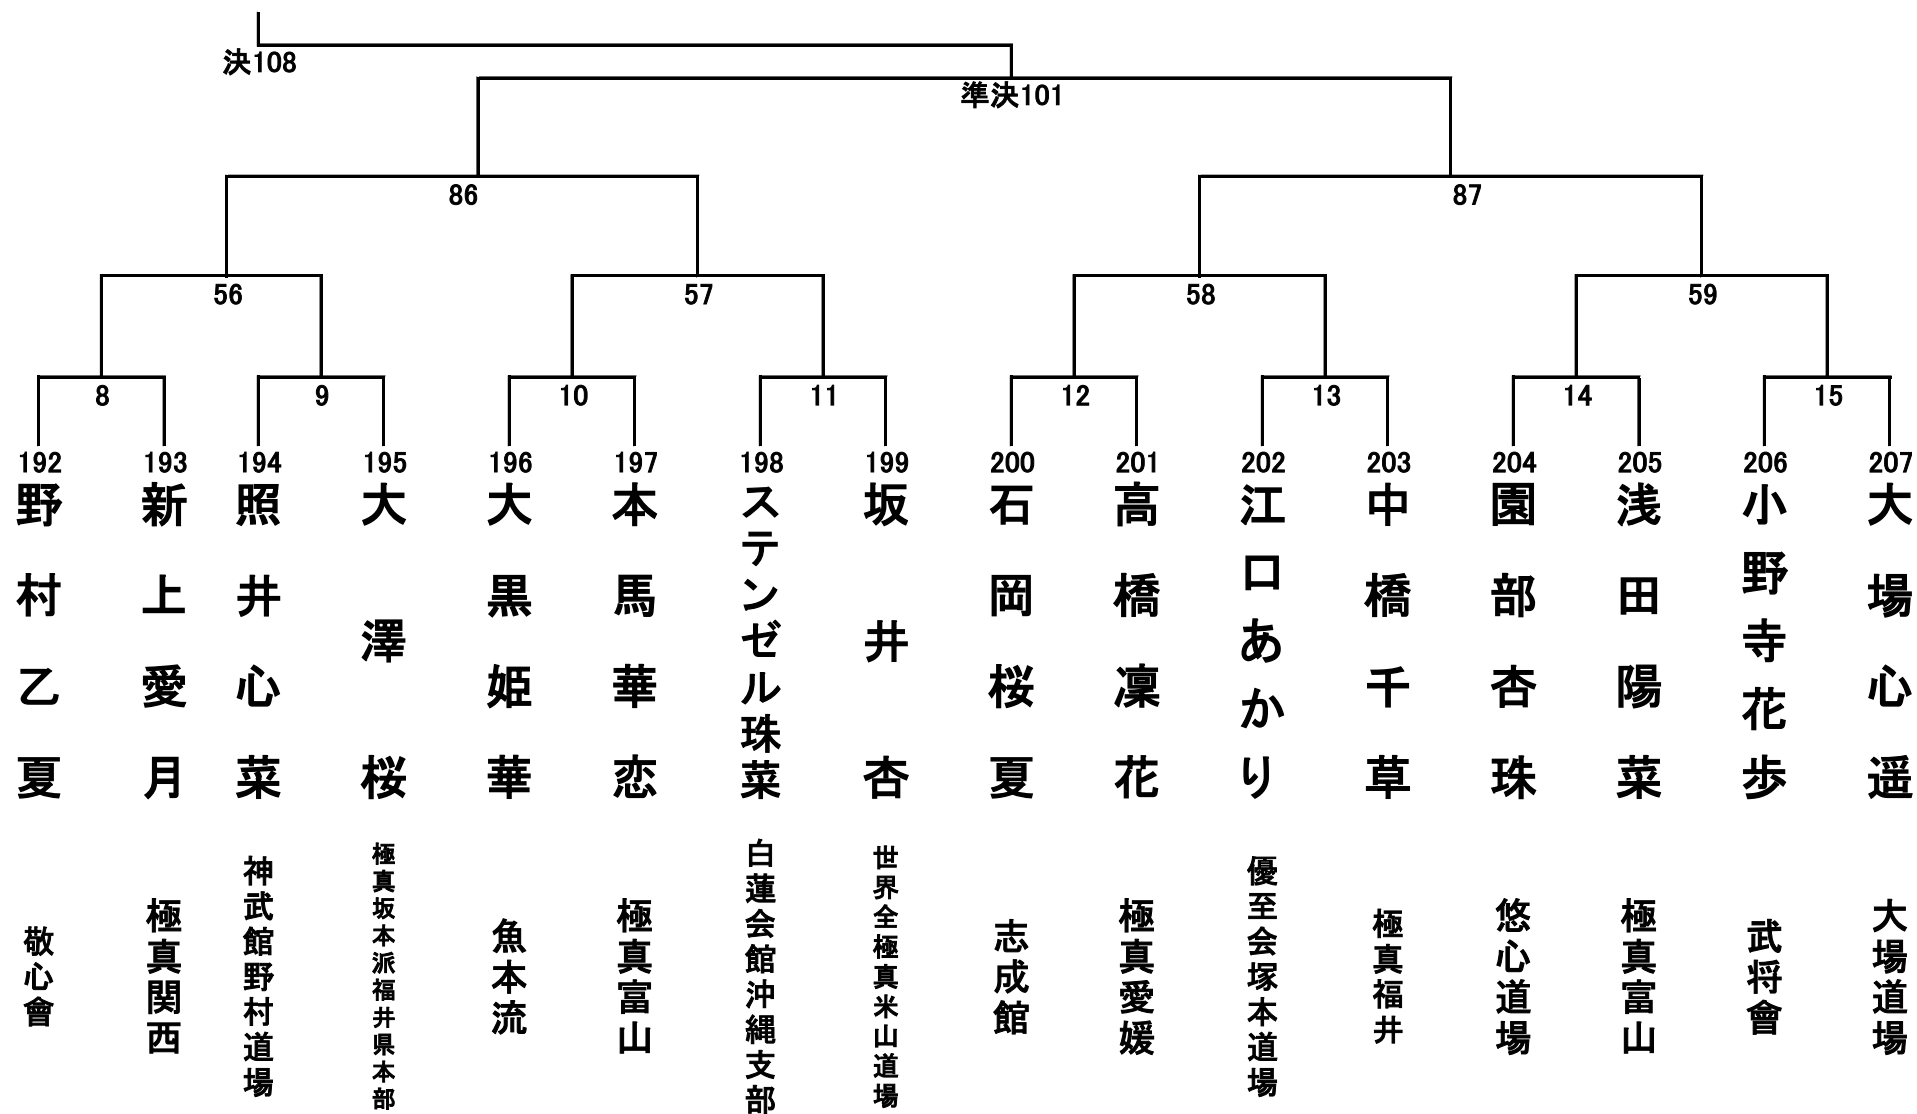 決108
準決101
86
87
56
57
58
59
8
9
10
11
12
13
14
15
192
193
194
195
196
197
198
199
200
201
202
203
204
205
206
207
野村乙夏
新上愛月
照井心菜
大澤桜
大黒姫華
本馬華恋
ステンゼル珠菜
坂井杏
石岡桜夏
高橋凜花
江口あかり
中橋千草
園部杏珠
浅田陽菜
小野寺花歩
大場心遥
敬心會
極真関西
神武館野村道場
極真坂本派福井県本部
魚本流
極真富山
白蓮会館沖縄支部
世界全極真米山道場
志成館
極真愛媛
優至会塚本道場
極真福井
悠心道場
極真富山
武将會
大場道場